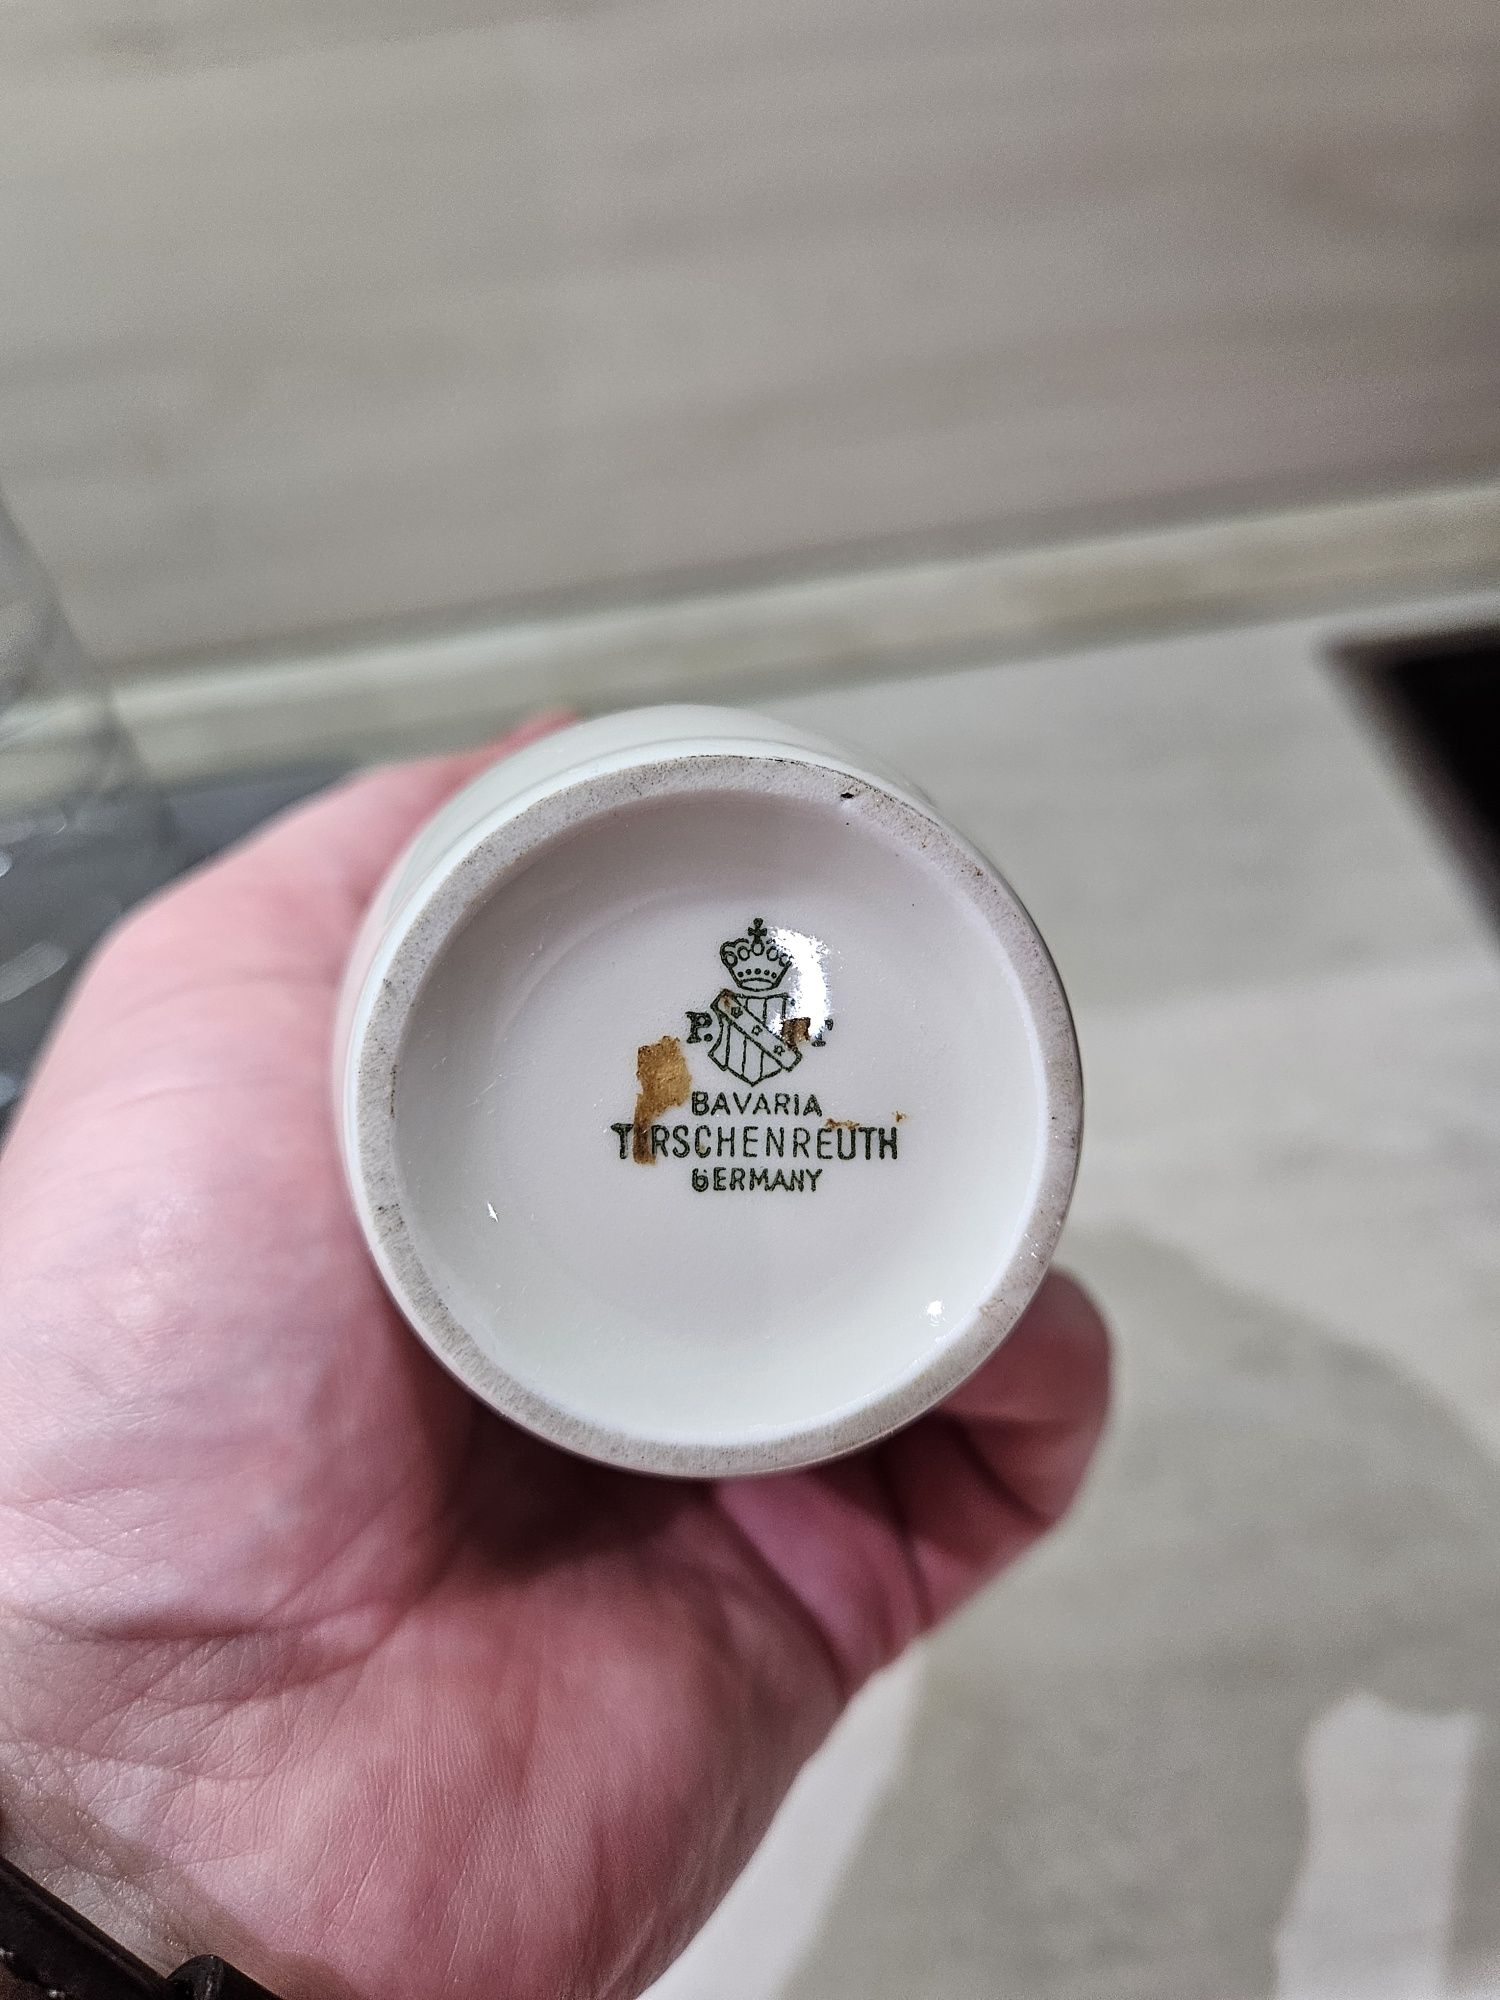 P. T
BAVARIA
TIRSCHENREUTH
GERMANY